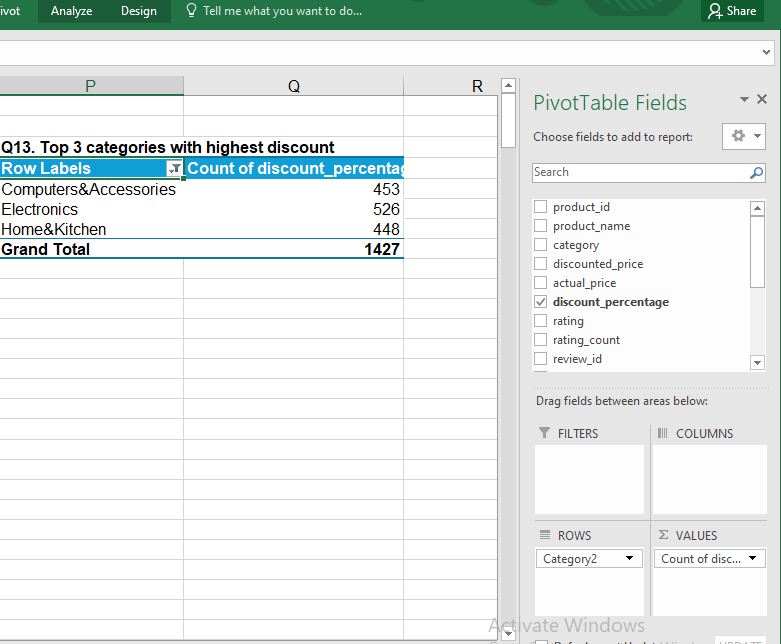 ivot Analyze Design Tell me what you want to do... Share
P Q R
Q13. Top 3 categories with highest discount
Row Labels Count of discount_percentag
Computers&Accessories 453
Electronics 526
Home&Kitchen 448
Grand Total 1427
PivotTable Fields
Choose fields to add to report:
Search
product_id
product_name
category
discounted_price
actual_price
discount_percentage
rating
rating_count
review_id
Drag fields between areas below:
FILTERS COLUMNS
ROWS Σ VALUES
Category2 Count of disc...
Activate Windows